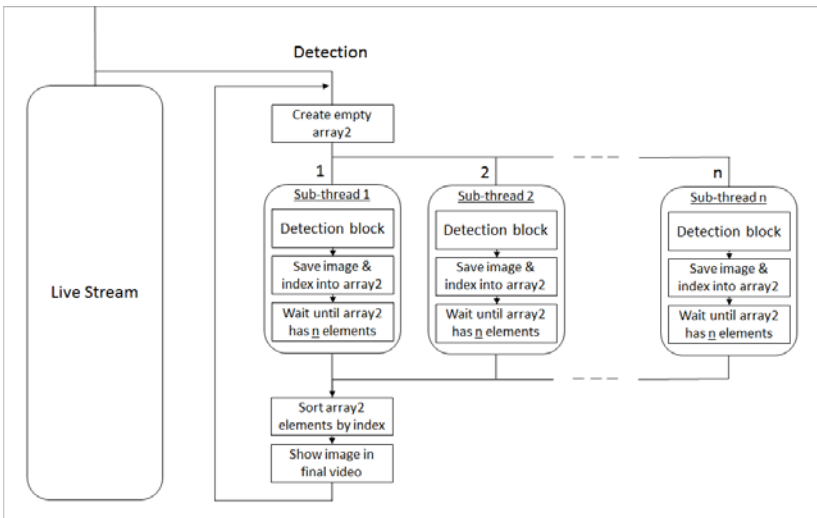 Detection
Create empty
array2
1
2
n
Sub-thread 1
Detection block
Save image &
index into array2
Wait until array2
has n elements
Sub-thread 2
Detection block
Save image &
index into array2
Wait until array2
has n elements
Sub-thread n
Detection block
Save image &
index into array2
Wait until array2
has n elements
Live Stream
Sort array2
elements by index
Show image in
final video